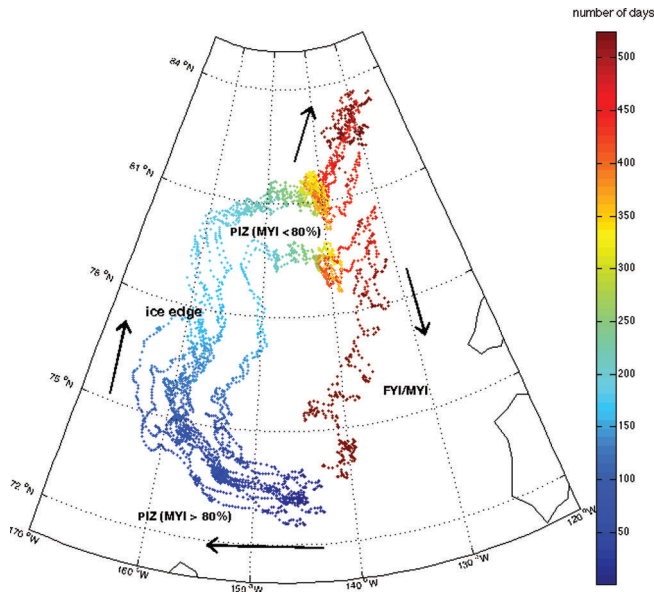 number of days
500
450
400
350
300
250
200
150
100
50
84 °N
81 °N
78 °N
75 °N
72 °N
170 °W
160 °W
150 °W
140 °W
130 °W
120 °W
PIZ (MYI < 80%)
ice edge
FYI/MYI
PIZ (MYI > 80%)